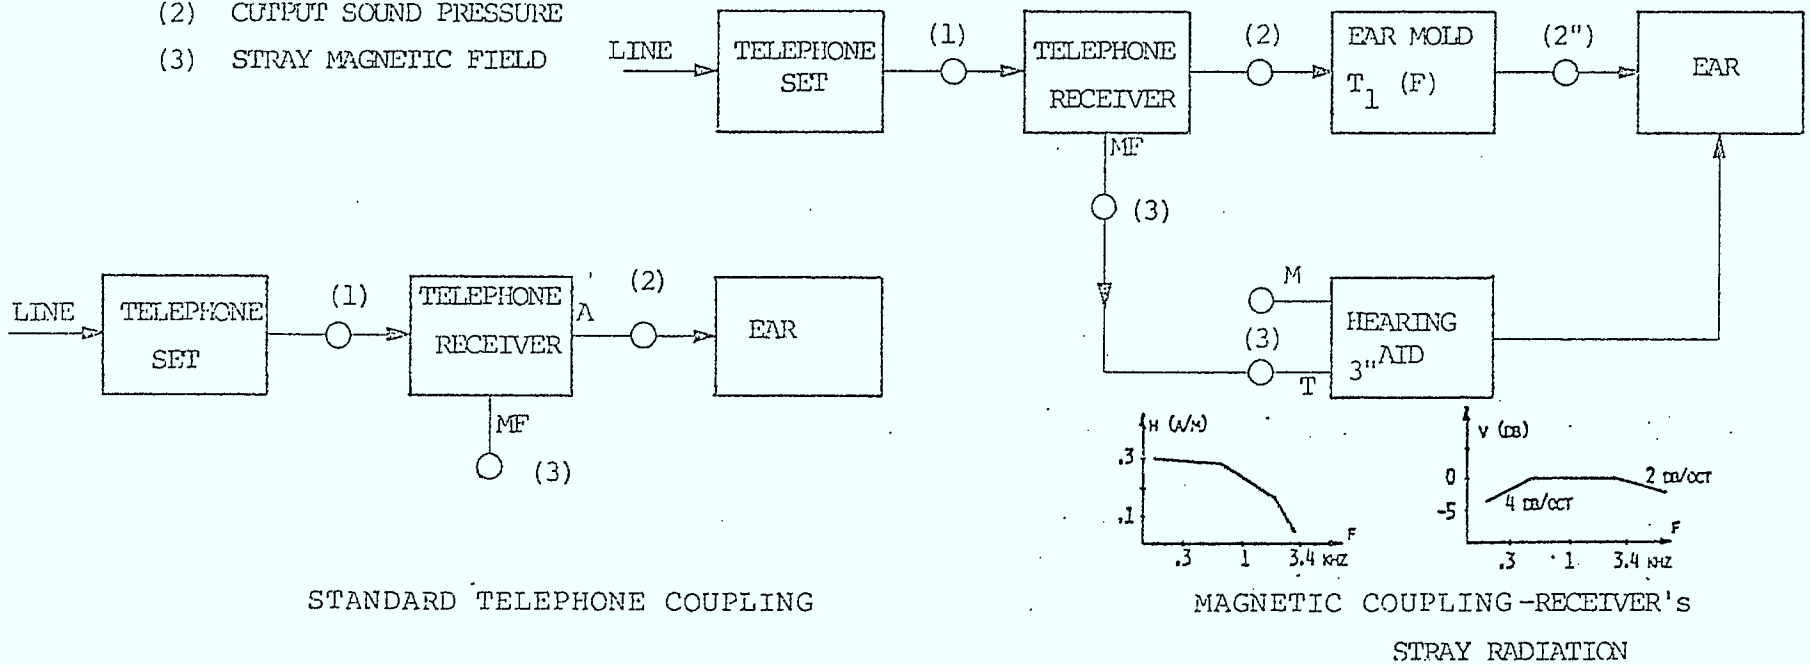 (2) CUTPUT SOUND PRESSURE
(3) STRAY MAGNETIC FIELD
LINE
TELEPHONE
SET
(1)
TELEPHONE
RECEIVER
MF
(2)
EAR MOLD
T1 (F)
(2")
EAR
(3)
M
(3)
T
HEARING
AID
3"
LINE
TELEPHONE
SET
(1)
TELEPHONE
RECEIVER
A
MF
(3)
(2)
EAR
H (A/M)
.3
.1
.3 1 3.4 KHZ
F
V (DB)
0
-5
4 DB/OCT
2 DB/OCT
F
.3 1 3.4 KHZ
STANDARD TELEPHONE COUPLING
MAGNETIC COUPLING-RECEIVER's
STRAY RADIATION